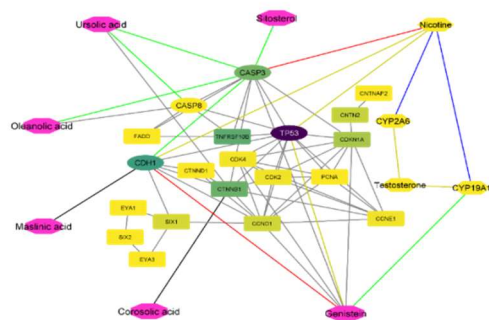 Ursolic acid
Sitosterol
Nicotine
CASP3
CNTNAP2
CASP8
CNTN2
Oleanolic acid
FADD
TNFRSF10B
TP53
CDKN1A
CYP2A6
CDH1
CTNND1
CDK4
CDK2
PCNA
Testosterone
CYP19A1
CTNNB1
EYA1
SIX1
CCND1
CCNE1
Maslinic acid
SIX2
EYA3
Corosolic acid
Genistein